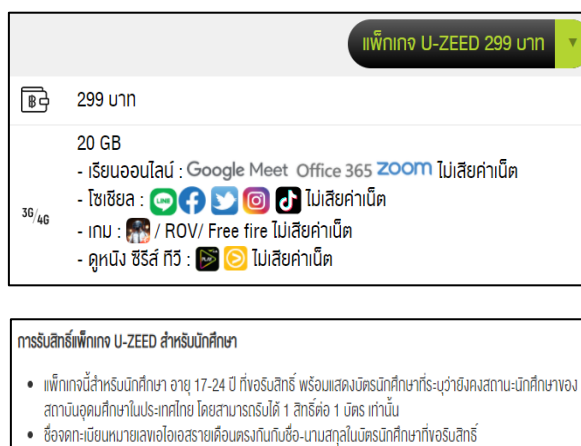 แพ็กเกจ U-ZEED 299 บาท
฿ 299 บาท
20 GB
- เรียนออนไลน์ : Google Meet Office 365 zoom ไม่เสียค่าเน็ต
- โซเชียล : LINE ไม่เสียค่าเน็ต
3G/4G
- เกม : / ROV/ Free fire ไม่เสียค่าเน็ต
- ดูหนัง ซีรีส์ ทีวี : PLAY ไม่เสียค่าเน็ต
การรับสิทธิ์แพ็กเกจ U-ZEED สำหรับนักศึกษา
• แพ็กเกจนี้สำหรับนักศึกษา อายุ 17-24 ปี ที่ขอรับสิทธิ์ พร้อมแสดงบัตรนักศึกษาที่ระบุว่ายังคงสถานะนักศึกษาของ
สถาบันอุดมศึกษาในประเทศไทย โดยสามารถรับได้ 1 สิทธิ์ต่อ 1 บัตร เท่านั้น
• ชื่อจดทะเบียนหมายเลขเอไอเอสรายเดือนตรงกันกับชื่อ-นามสกุลในบัตรนักศึกษาที่ขอรับสิทธิ์